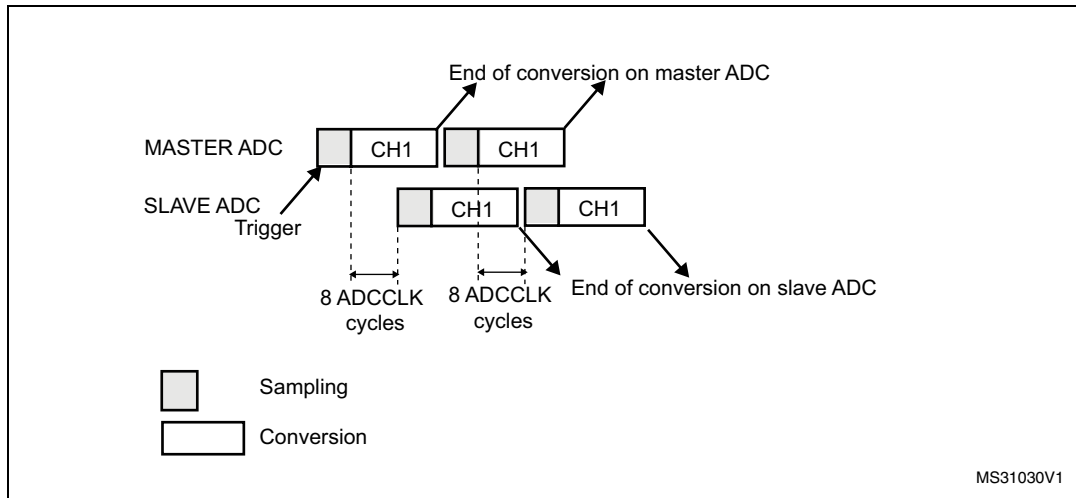 End of conversion on master ADC
MASTER ADC
CH1
CH1
SLAVE ADC
CH1
CH1
Trigger
End of conversion on slave ADC
8 ADCCLK
cycles
8 ADCCLK
cycles
Sampling
Conversion
MS31030V1